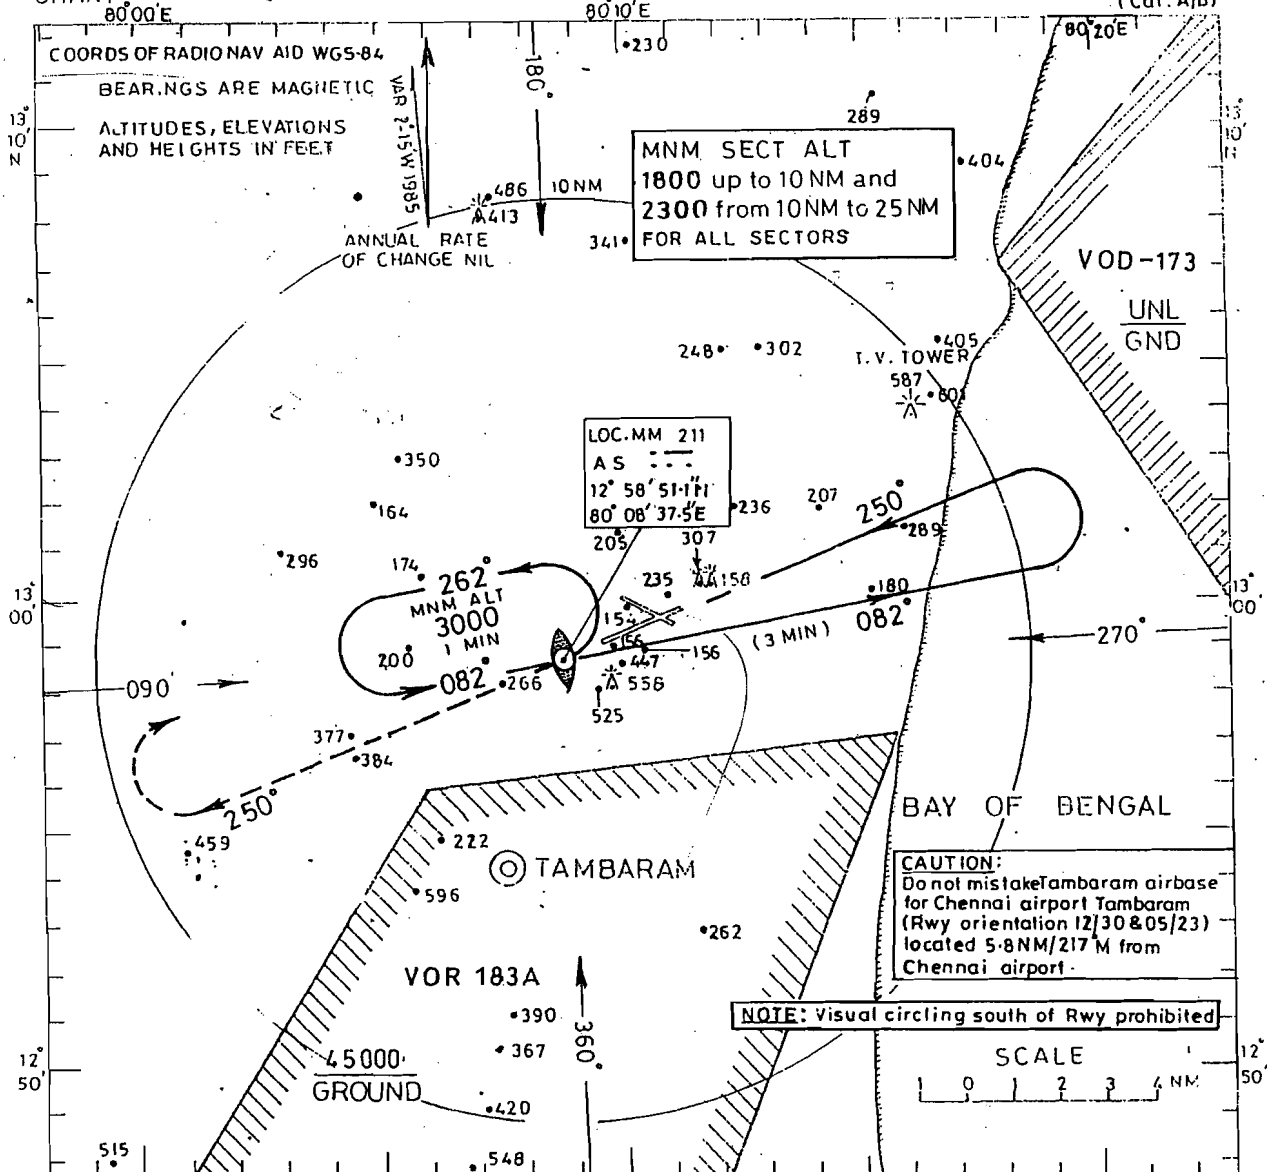 80°00'E
80°10'E
80°20'E
COORDS OF RADIO NAV AID WGS-84
BEARINGS ARE MAGNETIC
ALTITUDES, ELEVATIONS
AND HEIGHTS IN FEET
VAR 2°-15'W 1985
ANNUAL RATE
OF CHANGE NIL
180°
230
289
13°
10'
N
13°
10'
N
MNM SECT ALT
1800 up to 10 NM and
2300 from 10NM to 25 NM
FOR ALL SECTORS
404
486
413
10 NM
341
VOD-173
UNL
GND
248
302
405
T.V. TOWER
587
601
LOC.MM 211
AS
12° 58' 51.1"N
80° 08' 37.5"E
350
164
296
174
205
236
207
250°
289
307
158
235
262°
MNM ALT
3000
1 MIN
082°
200
266
154
156
447
558
525
156
(3 MIN)
180
082°
270°
13°
00'
13°
00'
090°
377
384
250°
459
222
TAMBARAM
596
262
VOR 183A
390
367
420
548
515
45000'
GROUND
360°
BAY OF BENGAL
CAUTION:
Do not mistakeTambaram airbase
for Chennai airport Tambaram
(Rwy orientation 12/30 & 05/23)
located 5.8NM/217°M from
Chennai airport.
NOTE: Visual circling south of Rwy prohibited
SCALE
1 0 1 2 3 4 NM
12°
50'
12°
50'